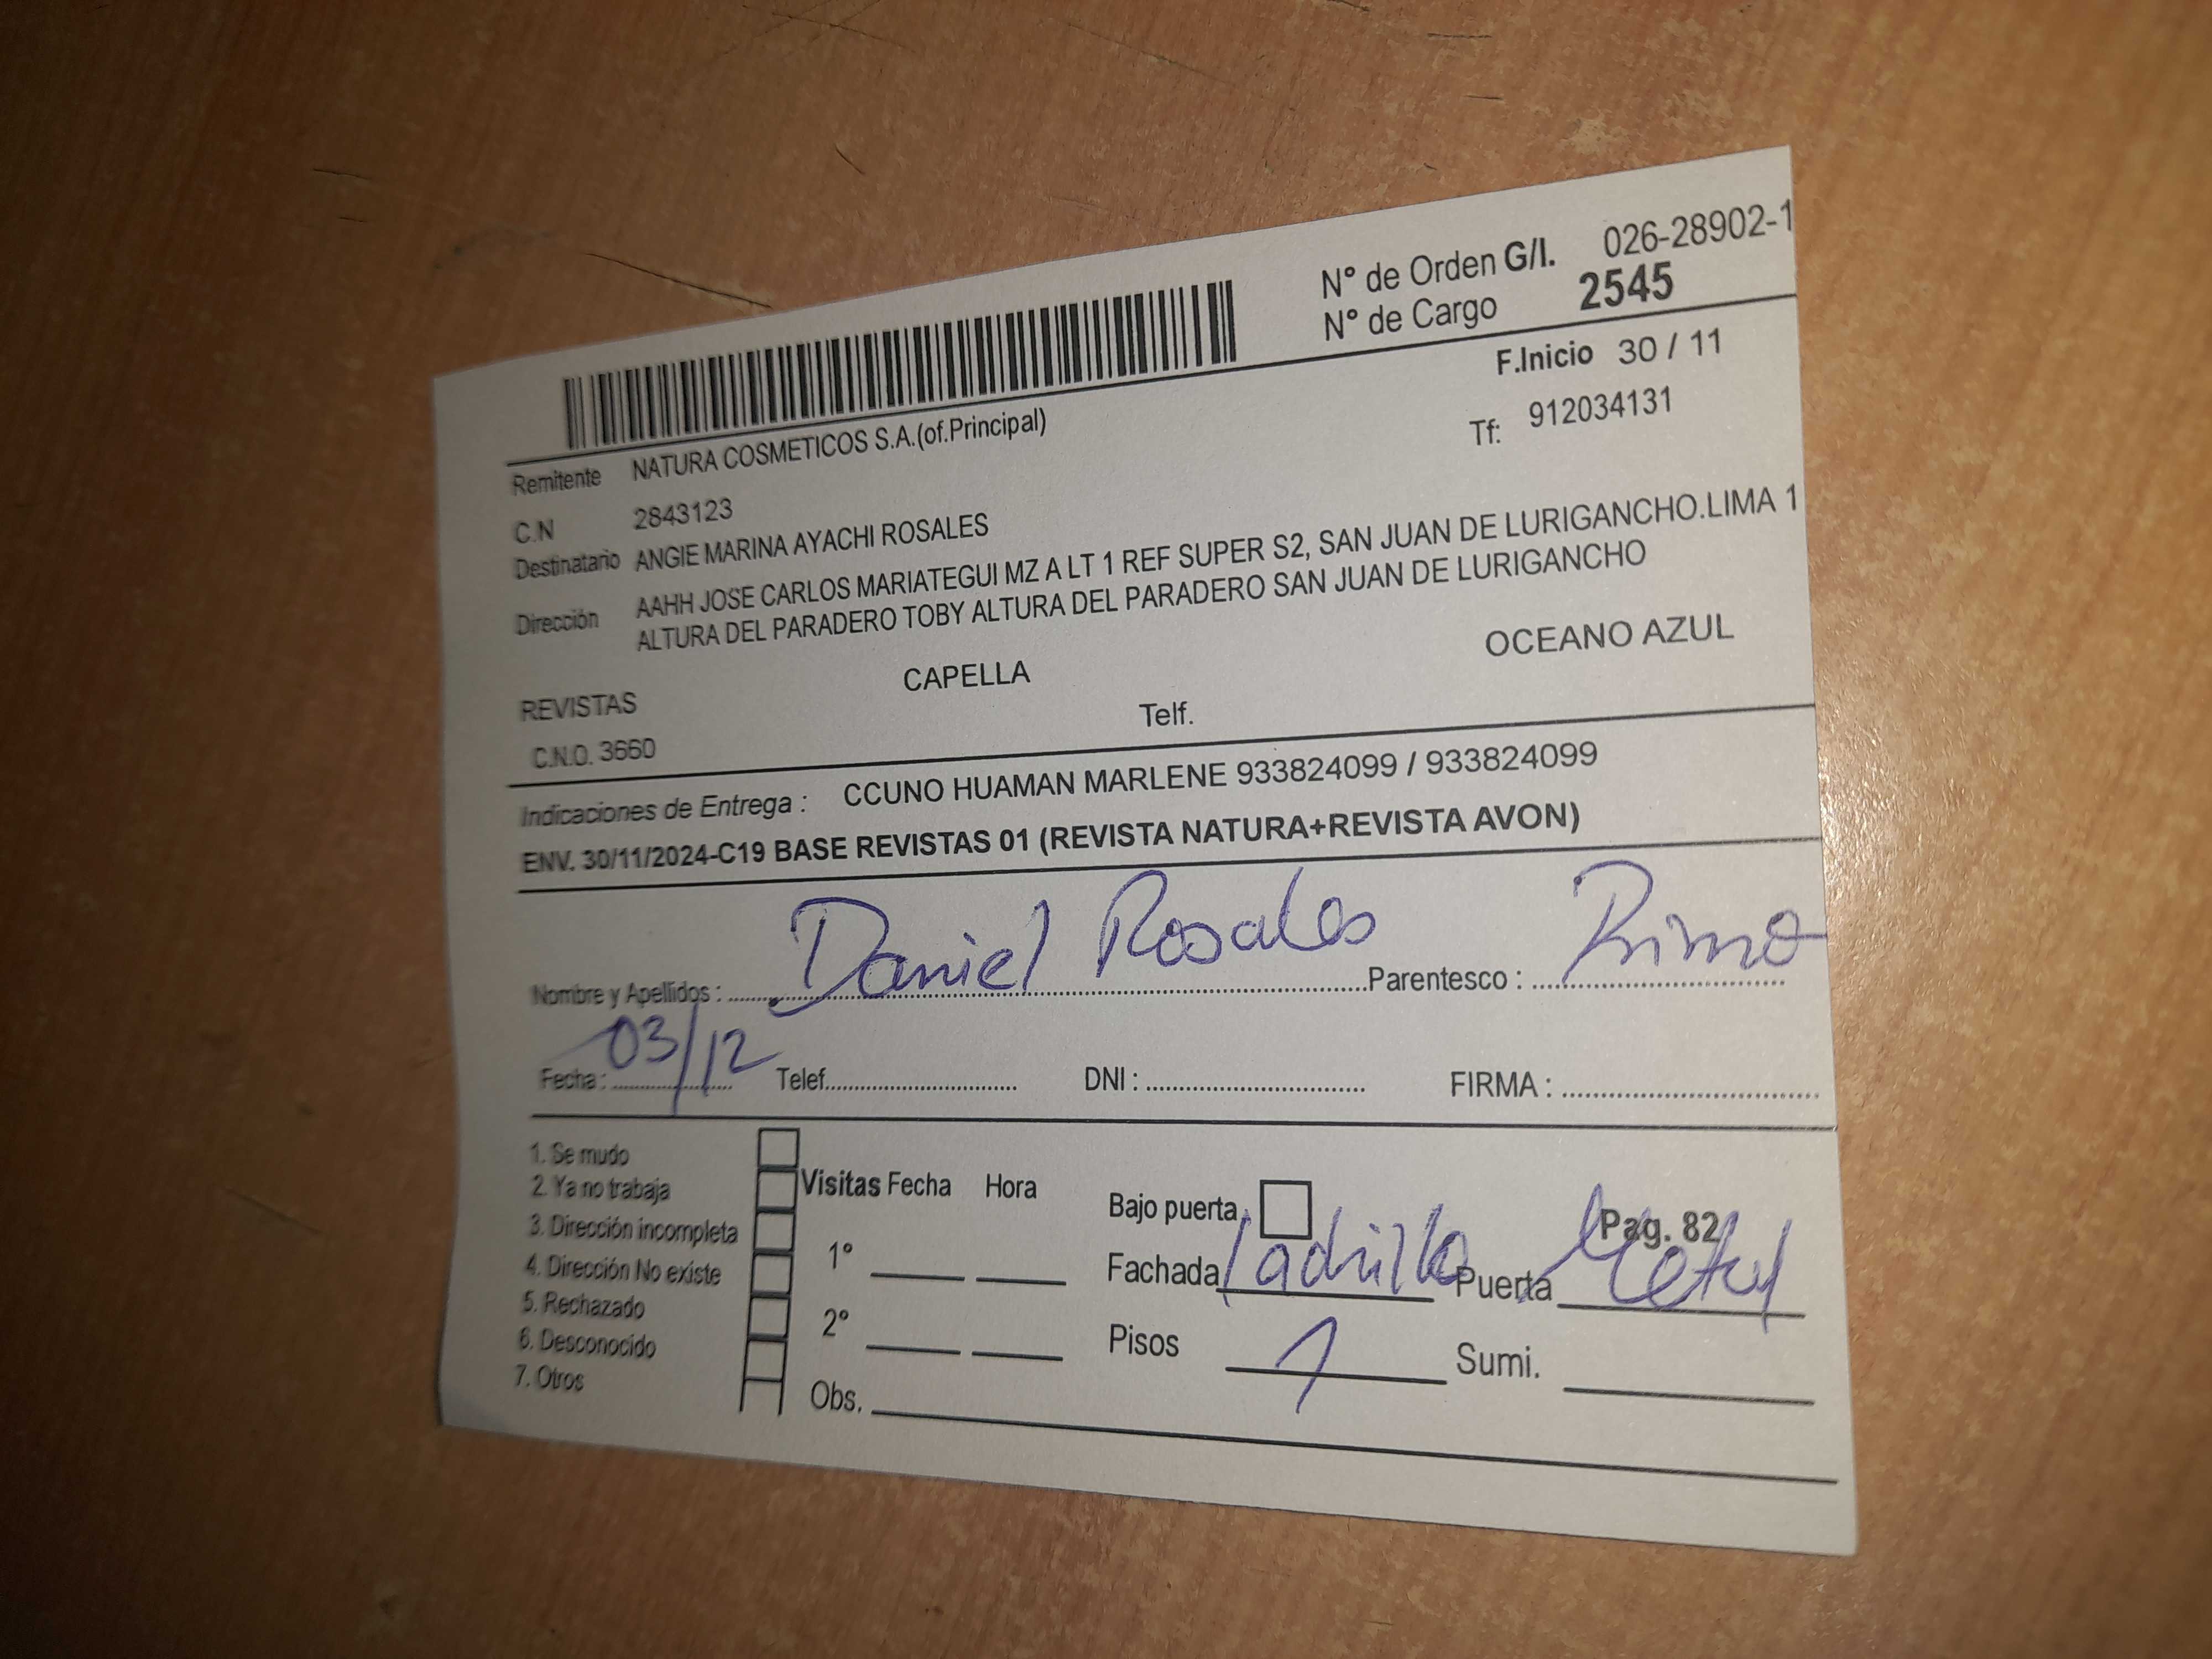 N° de Orden G/I. 026-28902-1
N° de Cargo 2545
F.Inicio 30 / 11
Remitente NATURA COSMETICOS S.A.(of.Principal)
Tf: 912034131
C.N 2843123
Destinatario ANGIE MARINA AYACHI ROSALES
Dirección AAHH JOSE CARLOS MARIATEGUI MZ A LT 1 REF SUPER S2, SAN JUAN DE LURIGANCHO.LIMA 1
ALTURA DEL PARADERO TOBY ALTURA DEL PARADERO SAN JUAN DE LURIGANCHO
REVISTAS CAPELLA OCEANO AZUL
C.N.O. 3660 Telf.
Indicaciones de Entrega : CCUNO HUAMAN MARLENE 933824099 / 933824099
ENV. 30/11/2024-C19 BASE REVISTAS 01 (REVISTA NATURA+REVISTA AVON)
Nombre y Apellidos : Daniel Rosales Parentesco : Primo
Fecha : 03/12 Telef. DNI : FIRMA :
1. Se mudo
2. Ya no trabaja
3. Dirección incompleta
4. Dirección No existe
5. Rechazado
6. Desconocido
7. Otros
Visitas Fecha Hora
1°
2°
Obs.
Bajo puerta Pag. 82
Fachada ladrillo Puerta Metal
Pisos 1 Sumi.